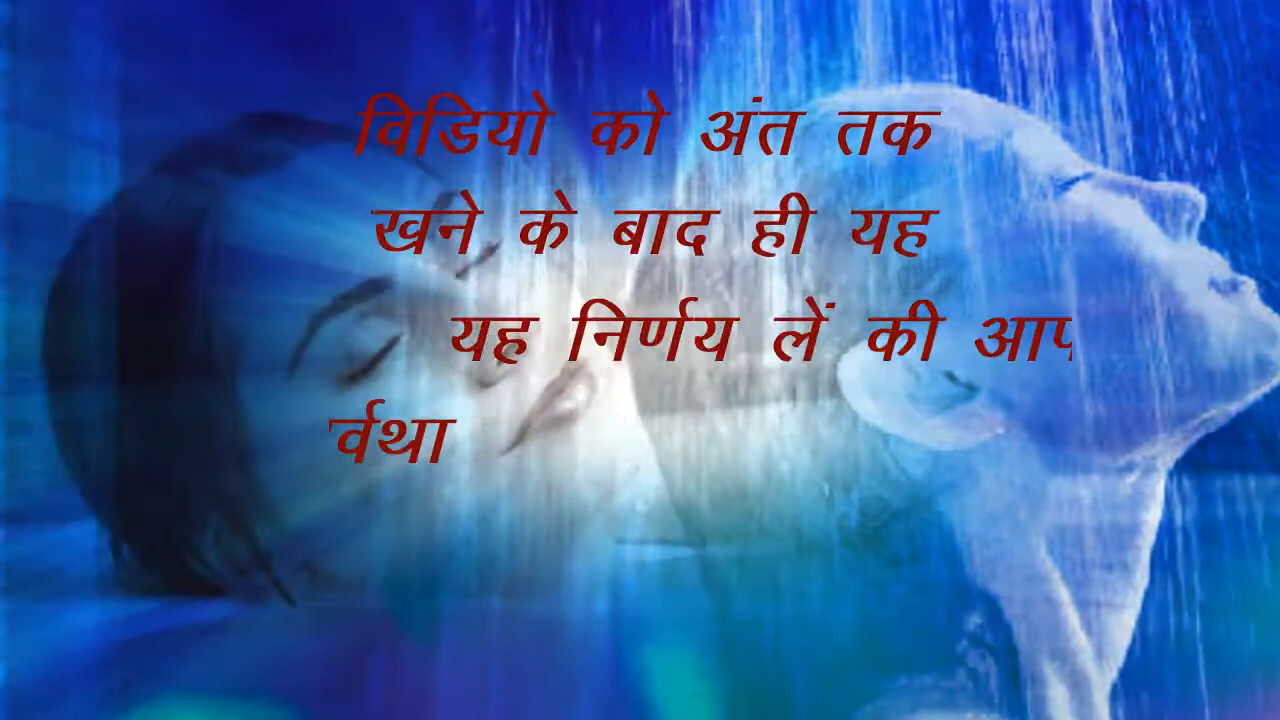 विडियो को अंत तक
खने के बाद ही यह
यह निर्णय लें की आप
र्वथा